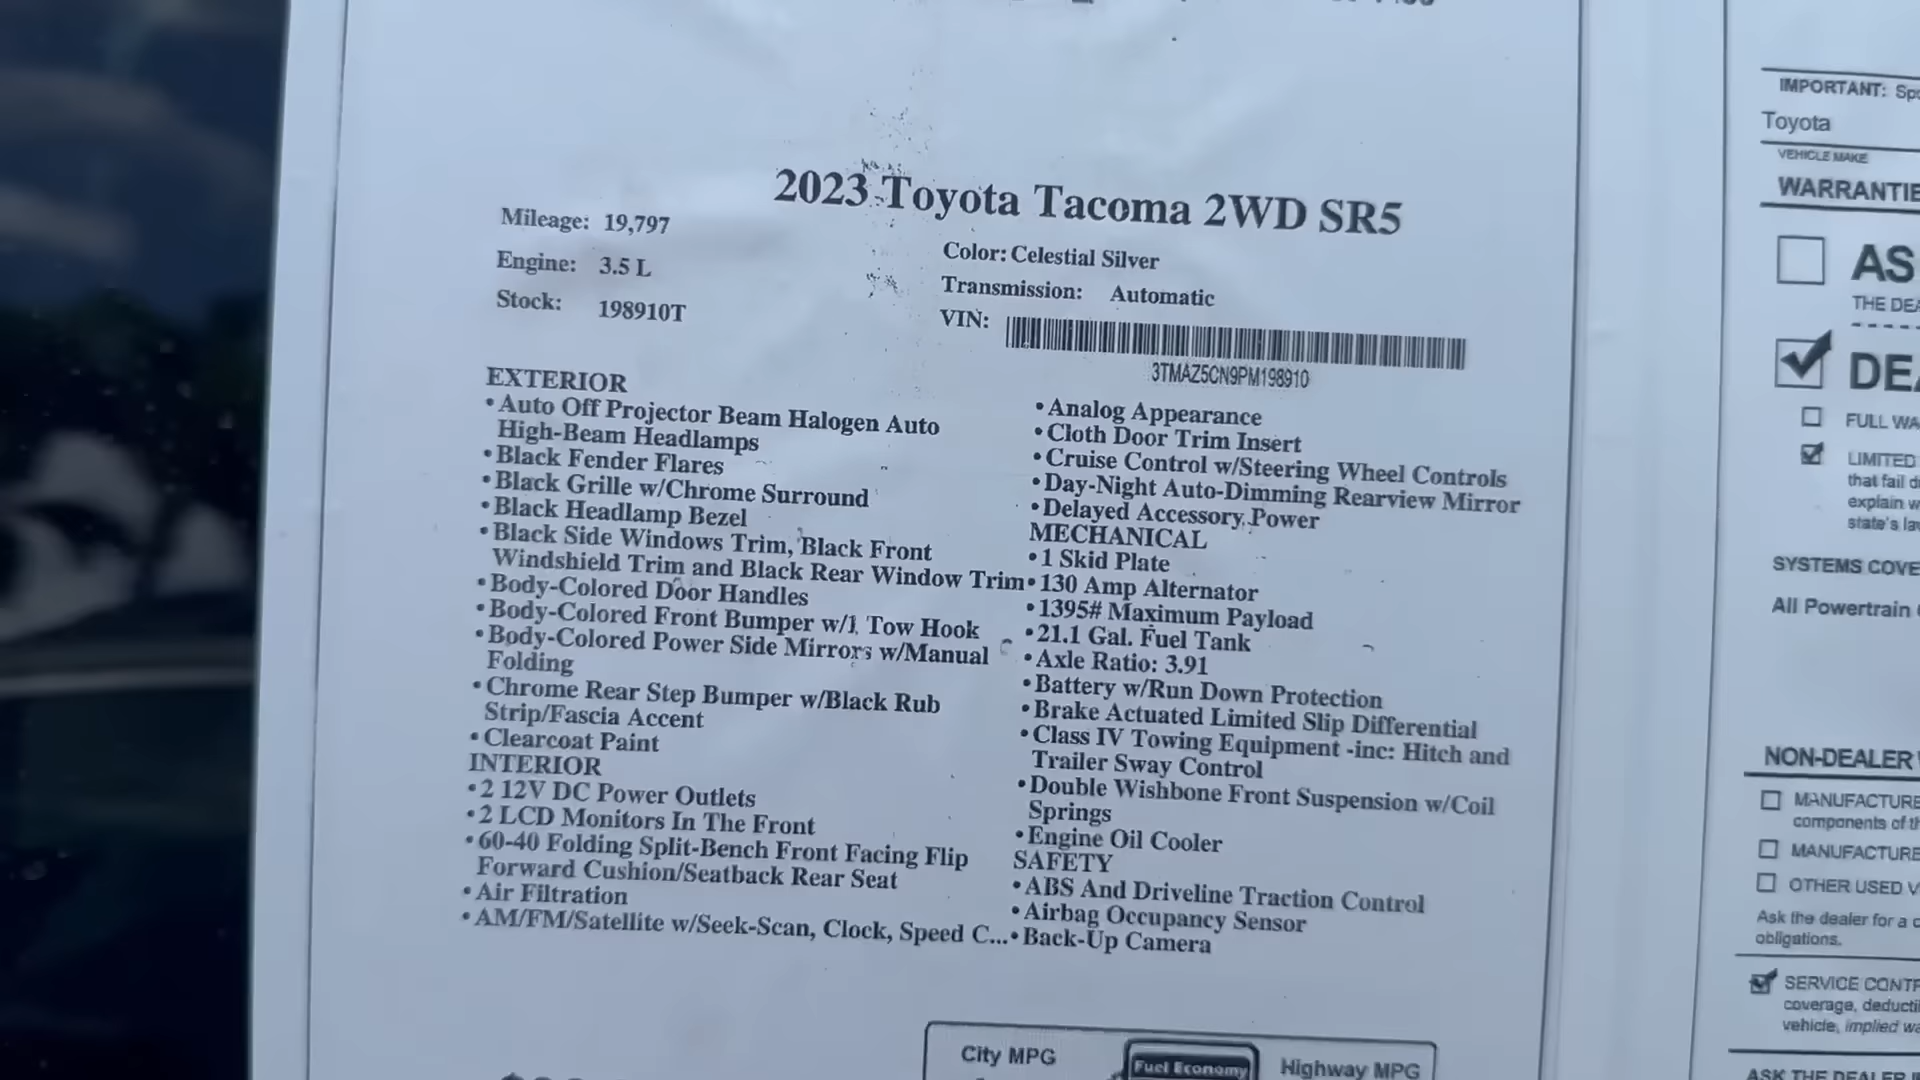 2023 Toyota Tacoma 2WD SR5
Mileage: 19,797
Engine: 3.5 L
Stock: 198910T
Color: Celestial Silver
Transmission: Automatic
VIN:
3TMAZ5CN9PM198910
EXTERIOR
• Auto Off Projector Beam Halogen Auto
High-Beam Headlamps
• Black Fender Flares
• Black Grille w/Chrome Surround
• Black Headlamp Bezel
• Black Side Windows Trim, Black Front
Windshield Trim and Black Rear Window Trim
• Body-Colored Door Handles
• Body-Colored Front Bumper w/1 Tow Hook
• Body-Colored Power Side Mirrors w/Manual
Folding
• Chrome Rear Step Bumper w/Black Rub
Strip/Fascia Accent
• Clearcoat Paint
INTERIOR
• 2 12V DC Power Outlets
• 2 LCD Monitors In The Front
• 60-40 Folding Split-Bench Front Facing Flip
Forward Cushion/Seatback Rear Seat
• Air Filtration
• AM/FM/Satellite w/Seek-Scan, Clock, Speed C...
• Analog Appearance
• Cloth Door Trim Insert
• Cruise Control w/Steering Wheel Controls
• Day-Night Auto-Dimming Rearview Mirror
• Delayed Accessory Power
MECHANICAL
• 1 Skid Plate
• 130 Amp Alternator
• 1395# Maximum Payload
• 21.1 Gal. Fuel Tank
• Axle Ratio: 3.91
• Battery w/Run Down Protection
• Brake Actuated Limited Slip Differential
• Class IV Towing Equipment -inc: Hitch and
Trailer Sway Control
• Double Wishbone Front Suspension w/Coil
Springs
• Engine Oil Cooler
SAFETY
• ABS And Driveline Traction Control
• Airbag Occupancy Sensor
• Back-Up Camera
City MPG
Fuel Economy
Highway MPG
IMPORTANT:
Toyota
VEHICLE MAKE
WARRANTIE
AS
THE DEA
DEA
FULL WA
LIMITED
that fail d
explain w
state's la
SYSTEMS COVE
All Powertrain
NON-DEALER
MANUFACTURE
components of th
MANUFACTURE
OTHER USED V
Ask the dealer for a c
obligations.
SERVICE CONTR
coverage, deducti
vehicle, implied wa
ASK THE DEALER